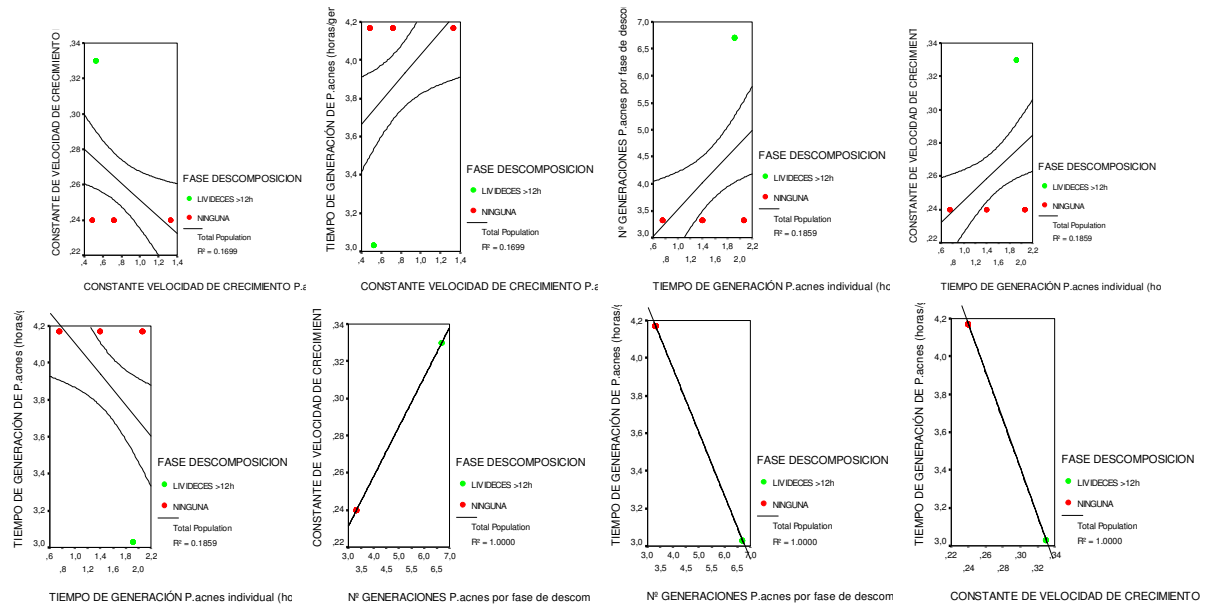 CONSTANTE DE VELOCIDAD DE CRECIMIENTO
,34
,32
,30
,28
,26
,24
,22
,4 ,6 ,8 1,0 1,2 1,4
CONSTANTE VELOCIDAD DE CRECIMIENTO P.a
FASE DESCOMPOSICION
LIVIDECES >12h
NINGUNA
Total Population
R² = .1699
TIEMPO DE GENERACIÓN DE P.acnes (horas/ger
4,2
4,0
3,8
3,6
3,4
3,2
3,0
,4 ,6 ,8 1,0 1,2 1,4
CONSTANTE VELOCIDAD DE CRECIMIENTO P.a
FASE DESCOMPOSICION
LIVIDECES >12h
NINGUNA
Total Population
R² = .1699
Nº GENERACIONES P.acnes por fase de desco
7,0
6,5
6,0
5,5
5,0
4,5
4,0
3,5
3,0
,6 1,0 1,4 1,8 2,2
,8 1,2 1,6 2,0
TIEMPO DE GENERACIÓN P.acnes individual (ho
FASE DESCOMPOSICION
LIVIDECES >12h
NINGUNA
Total Population
R² = .1859
CONSTANTE DE VELOCIDAD DE CRECIMIENT
,34
,32
,30
,28
,26
,24
,22
,6 1,0 1,4 1,8 2,2
,8 1,2 1,6 2,0
TIEMPO DE GENERACIÓN P.acnes individual (ho
FASE DESCOMPOSICION
LIVIDECES >12h
NINGUNA
Total Population
R² = .1859
TIEMPO DE GENERACIÓN DE P.acnes (horas/
4,2
4,0
3,8
3,6
3,4
3,2
3,0
,6 1,0 1,4 1,8 2,2
,8 1,2 1,6 2,0
TIEMPO DE GENERACIÓN P.acnes individual (ho
FASE DESCOMPOSICION
LIVIDECES >12h
NINGUNA
Total Population
R² = .1859
CONSTANTE DE VELOCIDAD DE CRECIMIENT
,34
,32
,30
,28
,26
,24
,22
3,0 4,0 5,0 6,0 7,0
3,5 4,5 5,5 6,5
Nº GENERACIONES P.acnes por fase de descom
FASE DESCOMPOSICION
LIVIDECES >12h
NINGUNA
Total Population
R² = 1.0000
TIEMPO DE GENERACIÓN DE P.acnes (horas/
4,2
4,0
3,8
3,6
3,4
3,2
3,0
3,0 4,0 5,0 6,0 7,0
3,5 4,5 5,5 6,5
Nº GENERACIONES P.acnes por fase de descom
FASE DESCOMPOSICION
LIVIDECES >12h
NINGUNA
Total Population
R² = 1.0000
TIEMPO DE GENERACIÓN DE P.acnes (horas/
4,2
4,0
3,8
3,6
3,4
3,2
3,0
,22 ,26 ,30 ,34
,24 ,28 ,32
CONSTANTE DE VELOCIDAD DE CRECIMIENTO
FASE DESCOMPOSICION
LIVIDECES >12h
NINGUNA
Total Population
R² = 1.0000